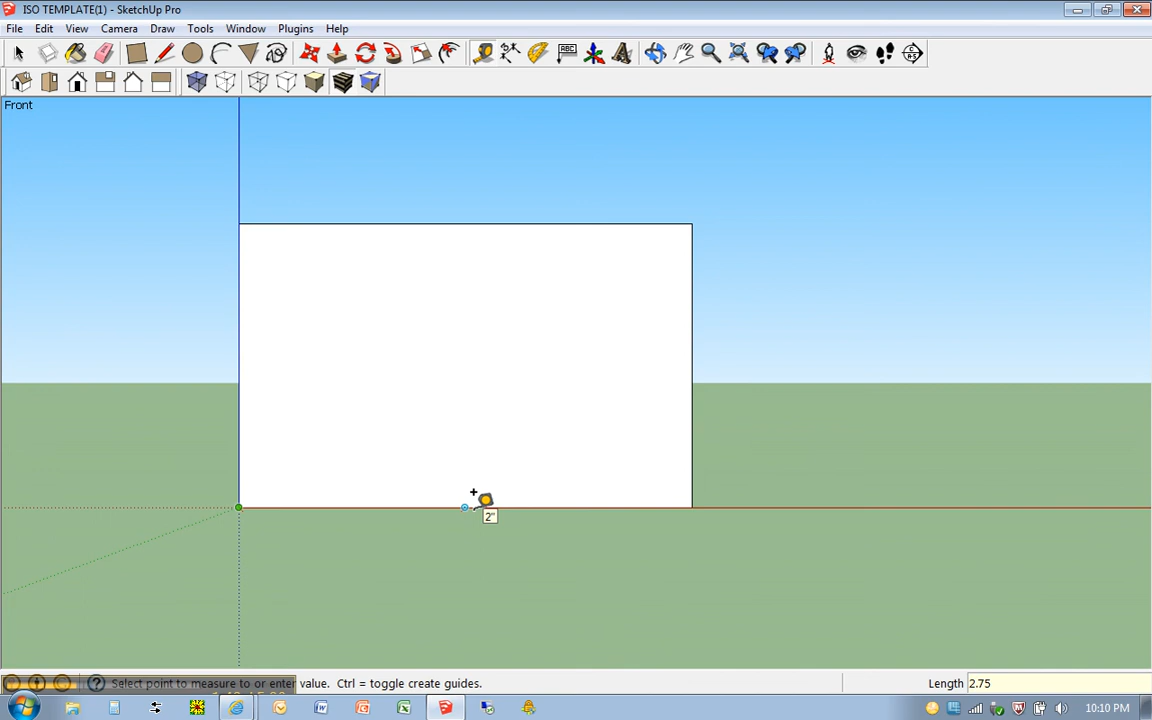 ISO TEMPLATE(1) - SketchUp Pro
File Edit View Camera Draw Tools Window Plugins Help
ABC
Front
2"
Select point to measure to or enter value. Ctrl = toggle create guides.
Length 2.75
10:10 PM